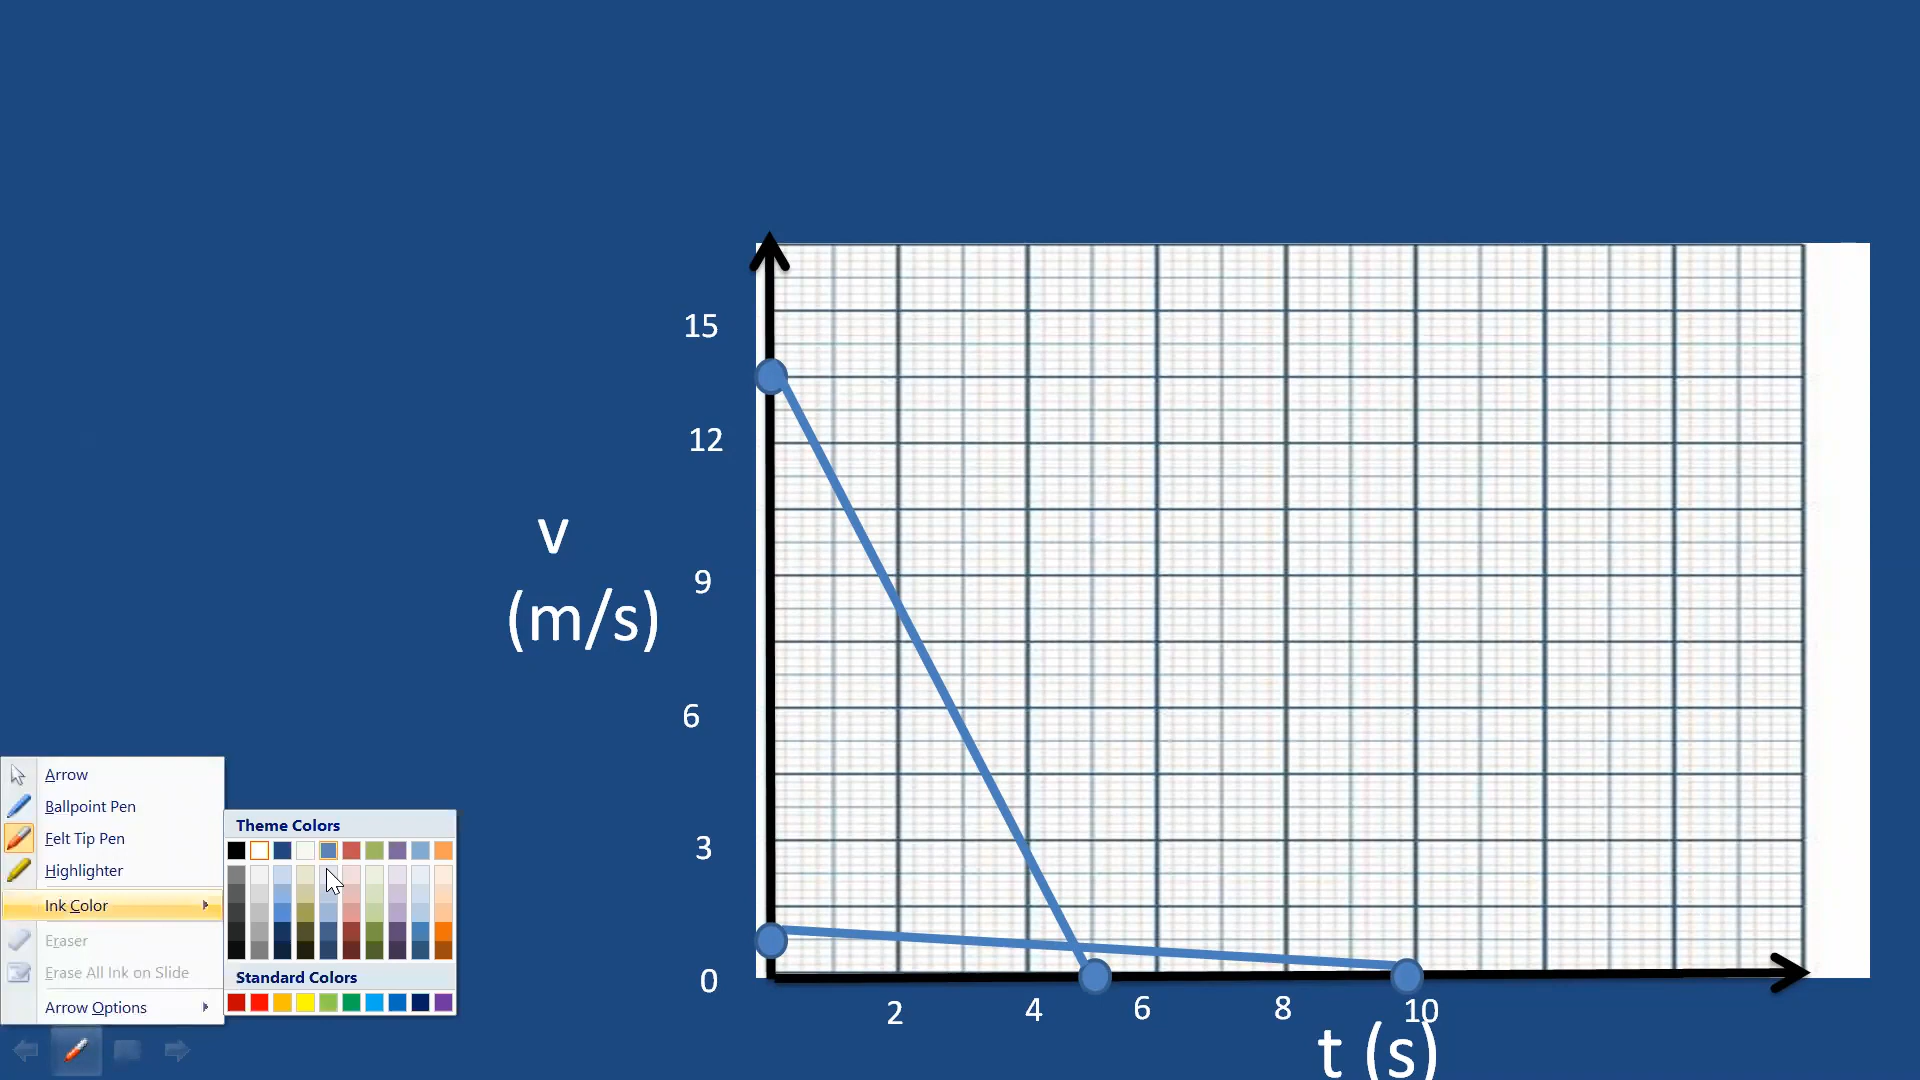 15
12
v
(m/s)
9
6
3
0
2
4
6
8
10
t (s)
Arrow
Ballpoint Pen
Felt Tip Pen
Highlighter
Ink Color
Eraser
Erase All Ink on Slide
Arrow Options
Theme Colors
Standard Colors